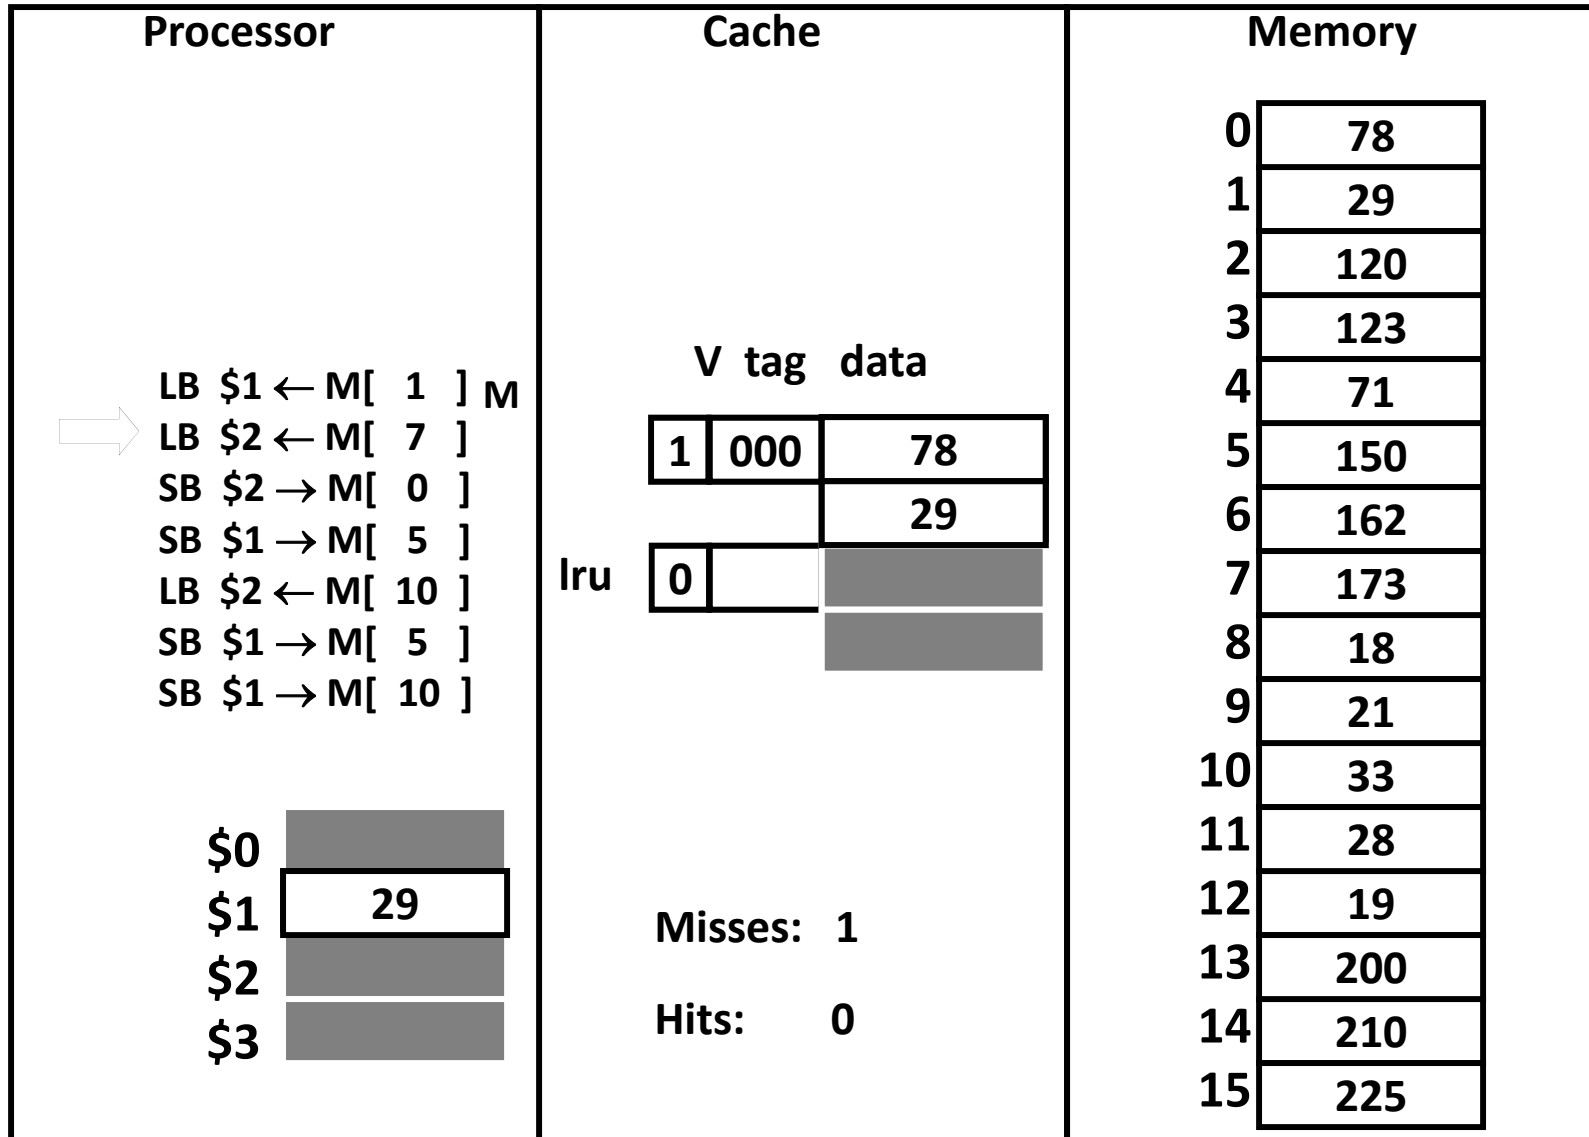 Processor
LB $1 ← M[ 1 ] M
LB $2 ← M[ 7 ]
SB $2 → M[ 0 ]
SB $1 → M[ 5 ]
LB $2 ← M[ 10 ]
SB $1 → M[ 5 ]
SB $1 → M[ 10 ]
$0
$1 29
$2
$3
Cache
V tag data
1 000 78
29
lru 0
Misses: 1
Hits: 0
Memory
0 78
1 29
2 120
3 123
4 71
5 150
6 162
7 173
8 18
9 21
10 33
11 28
12 19
13 200
14 210
15 225